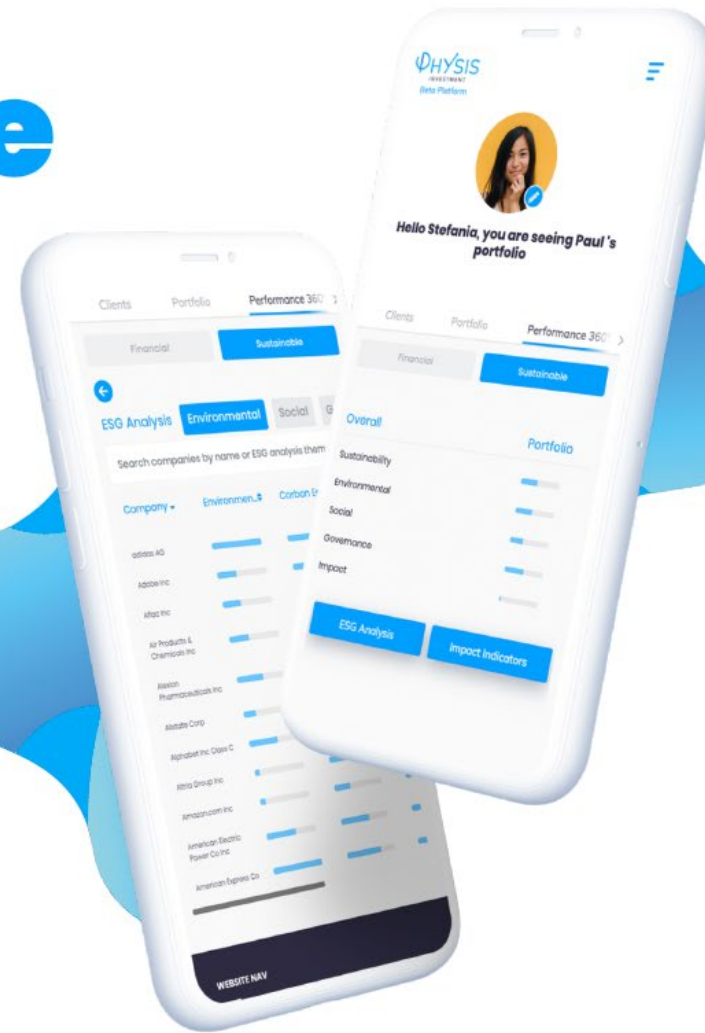 e
PHYSIS
INVESTMENT
Beta Platform
Hello Stefania, you are seeing Paul 's
portfolio
Clients Portfolio Performance 360°
Financial Sustainable
Overall Portfolio
Sustainability
Environmental
Social
Governance
Impact
ESG Analysis Impact Indicators
Clients Portfolio Performance 360°
Financial Sustainable
ESG Analysis Environmental Social G
Search companies by name or ESG analysis them
Company Environmen.. Carbon E
adidas AG
Adobe Inc
Aflac Inc
Air Products &
Chemicals Inc
Alexion
Pharmaceuticals Inc
Allstate Corp
Alphabet Inc Class C
Altria Group Inc
Amazon.com Inc
American Electric
Power Co Inc
American Express Co
WEBSITE NAV